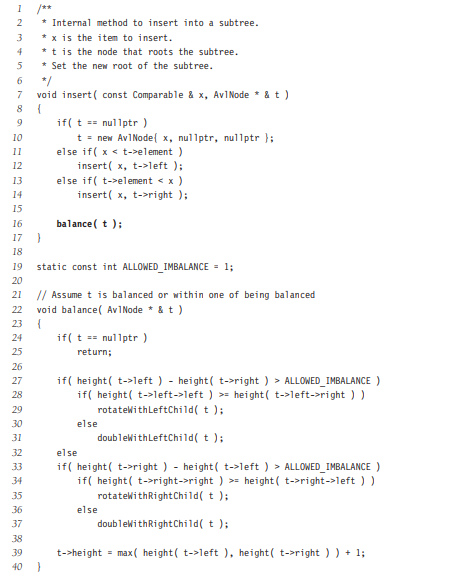 1 /**
2 * Internal method to insert into a subtree.
3 * x is the item to insert.
4 * t is the node that roots the subtree.
5 * Set the new root of the subtree.
6 */
7 void insert( const Comparable & x, AvlNode * & t )
8 {
9 if( t == nullptr )
10 t = new AvlNode{ x, nullptr, nullptr };
11 else if( x < t->element )
12 insert( x, t->left );
13 else if( t->element < x )
14 insert( x, t->right );
15
16 balance( t );
17 }
18
19 static const int ALLOWED_IMBALANCE = 1;
20
21 // Assume t is balanced or within one of being balanced
22 void balance( AvlNode * & t )
23 {
24 if( t == nullptr )
25 return;
26
27 if( height( t->left ) - height( t->right ) > ALLOWED_IMBALANCE )
28 if( height( t->left->left ) >= height( t->left->right ) )
29 rotateWithLeftChild( t );
30 else
31 doubleWithLeftChild( t );
32 else
33 if( height( t->right ) - height( t->left ) > ALLOWED_IMBALANCE )
34 if( height( t->right->right ) >= height( t->right->left ) )
35 rotateWithRightChild( t );
36 else
37 doubleWithRightChild( t );
38
39 t->height = max( height( t->left ), height( t->right ) ) + 1;
40 }